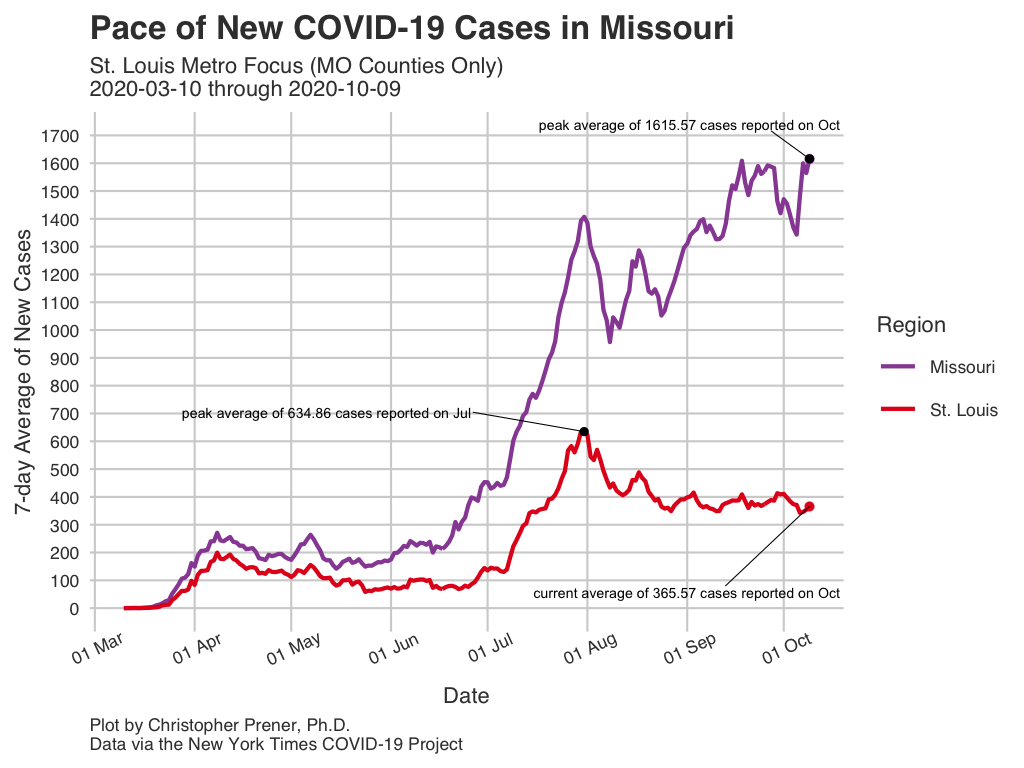 Pace of New COVID-19 Cases in Missouri
St. Louis Metro Focus (MO Counties Only)
2020-03-10 through 2020-10-09
peak average of 1615.57 cases reported on Oct
1700
1600
1500
1400
1300
1200
1100
1000
900
800
700
600
500
400
300
200
100
0
7-day Average of New Cases
peak average of 634.86 cases reported on Jul
current average of 365.57 cases reported on Oct
01 Mar
01 Apr
01 May
01 Jun
01 Jul
01 Aug
01 Sep
01 Oct
Date
Region
Missouri
St. Louis
Plot by Christopher Prener, Ph.D.
Data via the New York Times COVID-19 Project